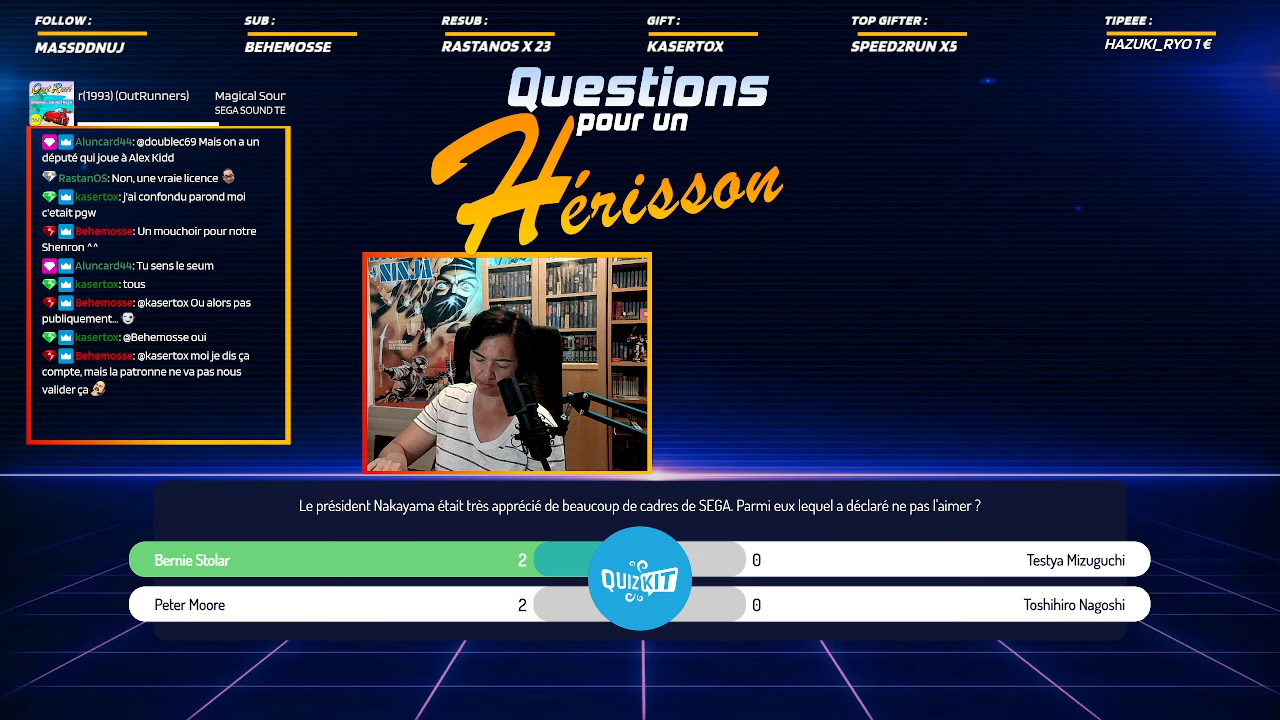 FOLLOW :
MASSDDNUJ
SUB :
BEHEMOSSE
RESUB :
RASTANOS X 23
GIFT :
KASERTOX
TOP GIFTER :
SPEED2RUN X5
TIPEEE :
HAZUKI_RYO 1 €
Questions
pour un
Hérisson
r(1993) (OutRunners)
Magical Sour
SEGA SOUND TE
Aluncard44: @doublec69 Mais on a un
député qui joue à Alex Kidd
RastanOS: Non, une vraie licence
kasertox: j'ai confondu parond moi
c'etait pgw
Behemosse: Un mouchoir pour notre
Shenron ^^
Aluncard44: Tu sens le seum
kasertox: tous
Behemosse: @kasertox Ou alors pas
publiquement...
kasertox: @Behemosse oui
Behemosse: @kasertox moi je dis ça
compte, mais la patronne ne va pas nous
valider ça
NINJA
Le président Nakayama était très apprécié de beaucoup de cadres de SEGA. Parmi eux lequel a déclaré ne pas l'aimer ?
Bernie Stolar 2
0 Testya Mizuguchi
QUIZKIT
Peter Moore 2
0 Toshihiro Nagoshi